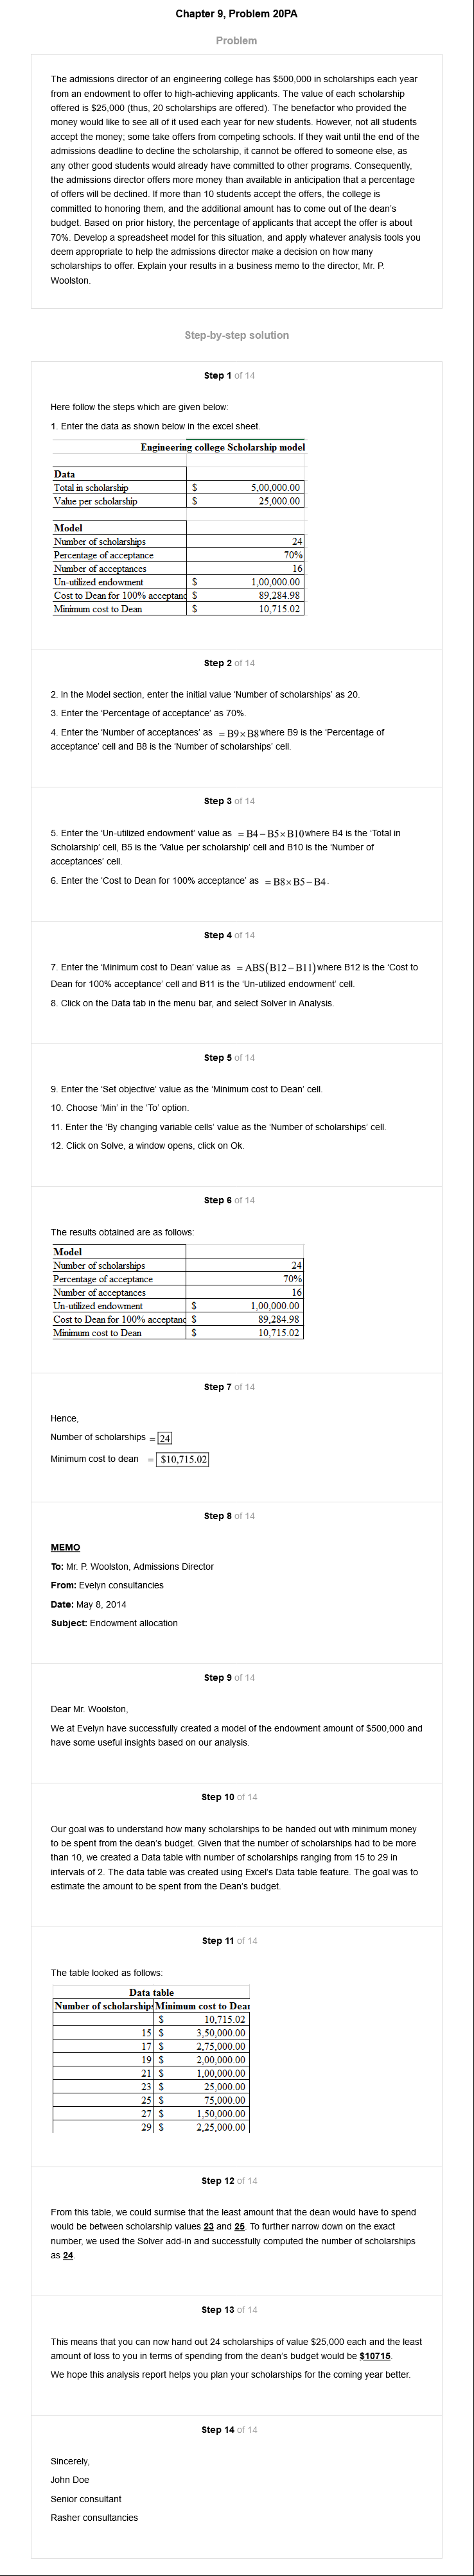 Chapter 9, Problem 20PA
Problem
The admissions director of an engineering college has $500,000 in scholarships each year
from an endowment to offer to high-achieving applicants. The value of each scholarship
offered is $25,000 (thus, 20 scholarships are offered). The benefactor who provided the
money would like to see all of it used each year for new students. However, not all students
accept the money; some take offers from competing schools. If they wait until the end of the
admissions deadline to decline the scholarship, it cannot be offered to someone else, as
any other good students would already have committed to other programs. Consequently,
the admissions director offers more money than available in anticipation that a percentage
of offers will be declined. If more than 10 students accept the offers, the college is
committed to honoring them, and the additional amount has to come out of the dean's
budget. Based on prior history, the percentage of applicants that accept the offer is about
70%. Develop a spreadsheet model for this situation, and apply whatever analysis tools you
deem appropriate to help the admissions director make a decision on how many
scholarships to offer. Explain your results in a business memo to the director, Mr. P.
Woolston.
Step-by-step solution
Step 1 of 14
Here follow the steps which are given below:
1. Enter the data as shown below in the excel sheet.
Engineering college Scholarship model
Data
Total in scholarship $ 5,00,000.00
Value per scholarship $ 25,000.00
Model
Number of scholarships 24
Percentage of acceptance 70%
Number of acceptances 16
Un-utilized endowment $ 1,00,000.00
Cost to Dean for 100% acceptanc $ 89,284.98
Minimum cost to Dean $ 10,715.02
Step 2 of 14
2. In the Model section, enter the initial value 'Number of scholarships' as 20.
3. Enter the 'Percentage of acceptance' as 70%.
4. Enter the 'Number of acceptances' as = B9×B8 where B9 is the 'Percentage of
acceptance' cell and B8 is the 'Number of scholarships' cell.
Step 3 of 14
5. Enter the 'Un-utilized endowment' value as = B4 – B5×B10 where B4 is the 'Total in
Scholarship' cell, B5 is the 'Value per scholarship' cell and B10 is the 'Number of
acceptances' cell.
6. Enter the 'Cost to Dean for 100% acceptance' as = B8×B5 – B4.
Step 4 of 14
7. Enter the 'Minimum cost to Dean' value as = ABS(B12 – B11) where B12 is the 'Cost to
Dean for 100% acceptance' cell and B11 is the 'Un-utilized endowment' cell.
8. Click on the Data tab in the menu bar, and select Solver in Analysis.
Step 5 of 14
9. Enter the 'Set objective' value as the 'Minimum cost to Dean' cell.
10. Choose 'Min' in the 'To' option.
11. Enter the 'By changing variable cells' value as the 'Number of scholarships' cell.
12. Click on Solve, a window opens, click on Ok.
Step 6 of 14
The results obtained are as follows:
Model
Number of scholarships 24
Percentage of acceptance 70%
Number of acceptances 16
Un-utilized endowment $ 1,00,000.00
Cost to Dean for 100% acceptanc $ 89,284.98
Minimum cost to Dean $ 10,715.02
Step 7 of 14
Hence,
Number of scholarships = 24
Minimum cost to dean = $10,715.02
Step 8 of 14
MEMO
To: Mr. P. Woolston, Admissions Director
From: Evelyn consultancies
Date: May 8, 2014
Subject: Endowment allocation
Step 9 of 14
Dear Mr. Woolston,
We at Evelyn have successfully created a model of the endowment amount of $500,000 and
have some useful insights based on our analysis.
Step 10 of 14
Our goal was to understand how many scholarships to be handed out with minimum money
to be spent from the dean's budget. Given that the number of scholarships had to be more
than 10, we created a Data table with number of scholarships ranging from 15 to 29 in
intervals of 2. The data table was created using Excel's Data table feature. The goal was to
estimate the amount to be spent from the Dean's budget.
Step 11 of 14
The table looked as follows:
Data table
Number of scholarships Minimum cost to Dean
$ 10,715.02
15 $ 3,50,000.00
17 $ 2,75,000.00
19 $ 2,00,000.00
21 $ 1,00,000.00
23 $ 25,000.00
25 $ 75,000.00
27 $ 1,50,000.00
29 $ 2,25,000.00
Step 12 of 14
From this table, we could surmise that the least amount that the dean would have to spend
would be between scholarship values 23 and 25. To further narrow down on the exact
number, we used the Solver add-in and successfully computed the number of scholarships
as 24.
Step 13 of 14
This means that you can now hand out 24 scholarships of value $25,000 each and the least
amount of loss to you in terms of spending from the dean's budget would be $10715.
We hope this analysis report helps you plan your scholarships for the coming year better.
Step 14 of 14
Sincerely,
John Doe
Senior consultant
Rasher consultancies